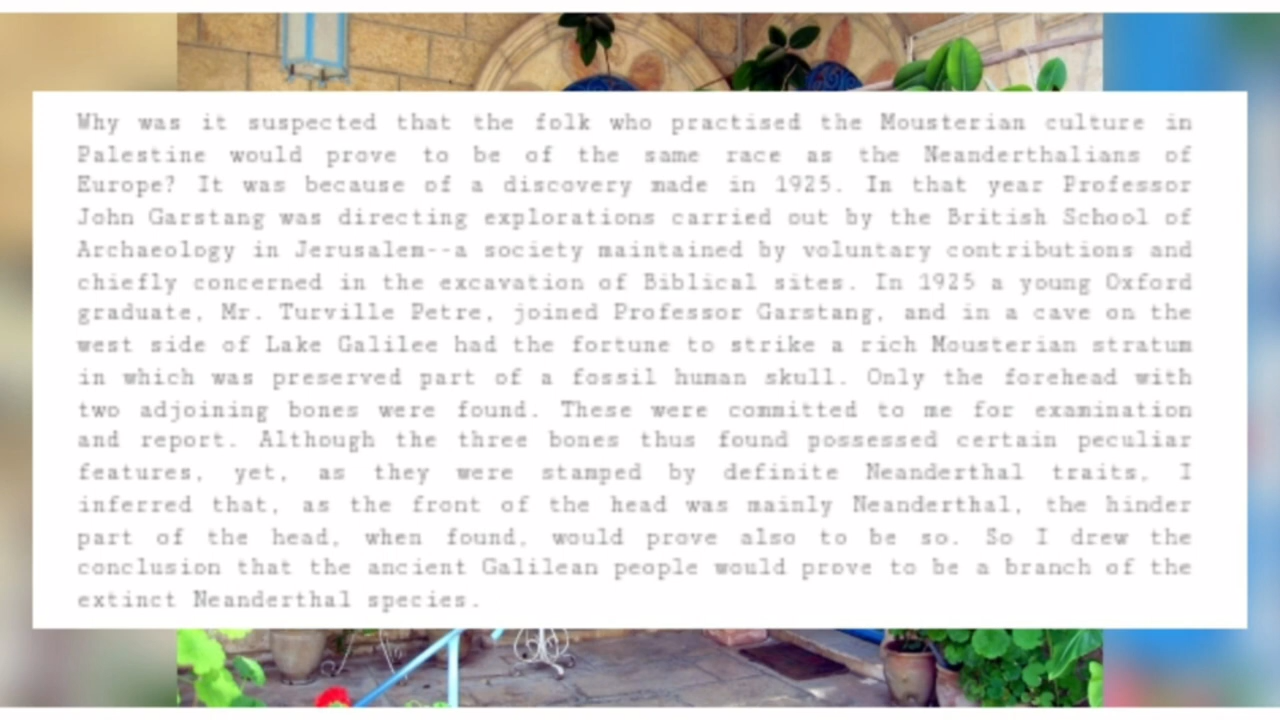 Why was it suspected that the folk who practised the Mousterian culture in
Palestine would prove to be of the same race as the Neanderthalians of
Europe? It was because of a discovery made in 1925. In that year Professor
John Garstang was directing explorations carried out by the British School of
Archaeology in Jerusalem--a society maintained by voluntary contributions and
chiefly concerned in the excavation of Biblical sites. In 1925 a young Oxford
graduate, Mr. Turville Petre, joined Professor Garstang, and in a cave on the
west side of Lake Galilee had the fortune to strike a rich Mousterian stratum
in which was preserved part of a fossil human skull. Only the forehead with
two adjoining bones were found. These were committed to me for examination
and report. Although the three bones thus found possessed certain peculiar
features, yet, as they were stamped by definite Neanderthal traits, I
inferred that, as the front of the head was mainly Neanderthal, the hinder
part of the head, when found, would prove also to be so. So I drew the
conclusion that the ancient Galilean people would prove to be a branch of the
extinct Neanderthal species.